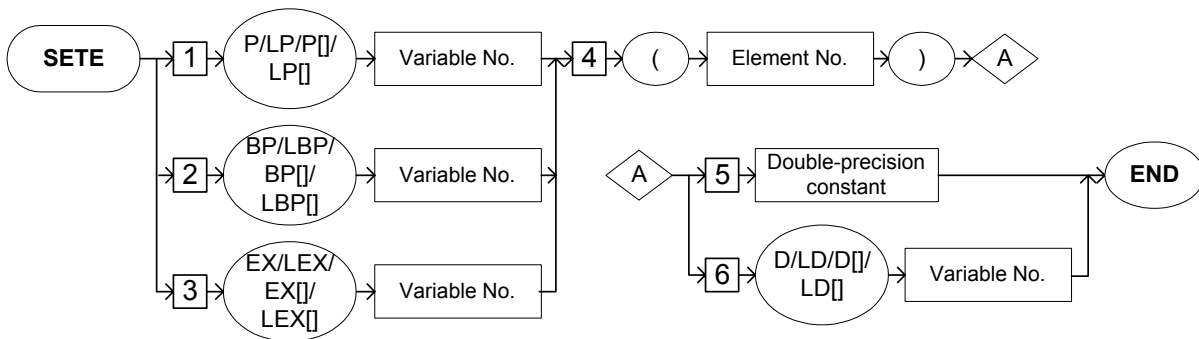 SETE
1
P/LP/P[]/
LP[]
Variable No.
4
(
Element No.
)
A
2
BP/LBP/
BP[]/
LBP[]
Variable No.
3
EX/LEX/
EX[]/
LEX[]
Variable No.
A
5
Double-precision
constant
END
6
D/LD/D[]/
LD[]
Variable No.